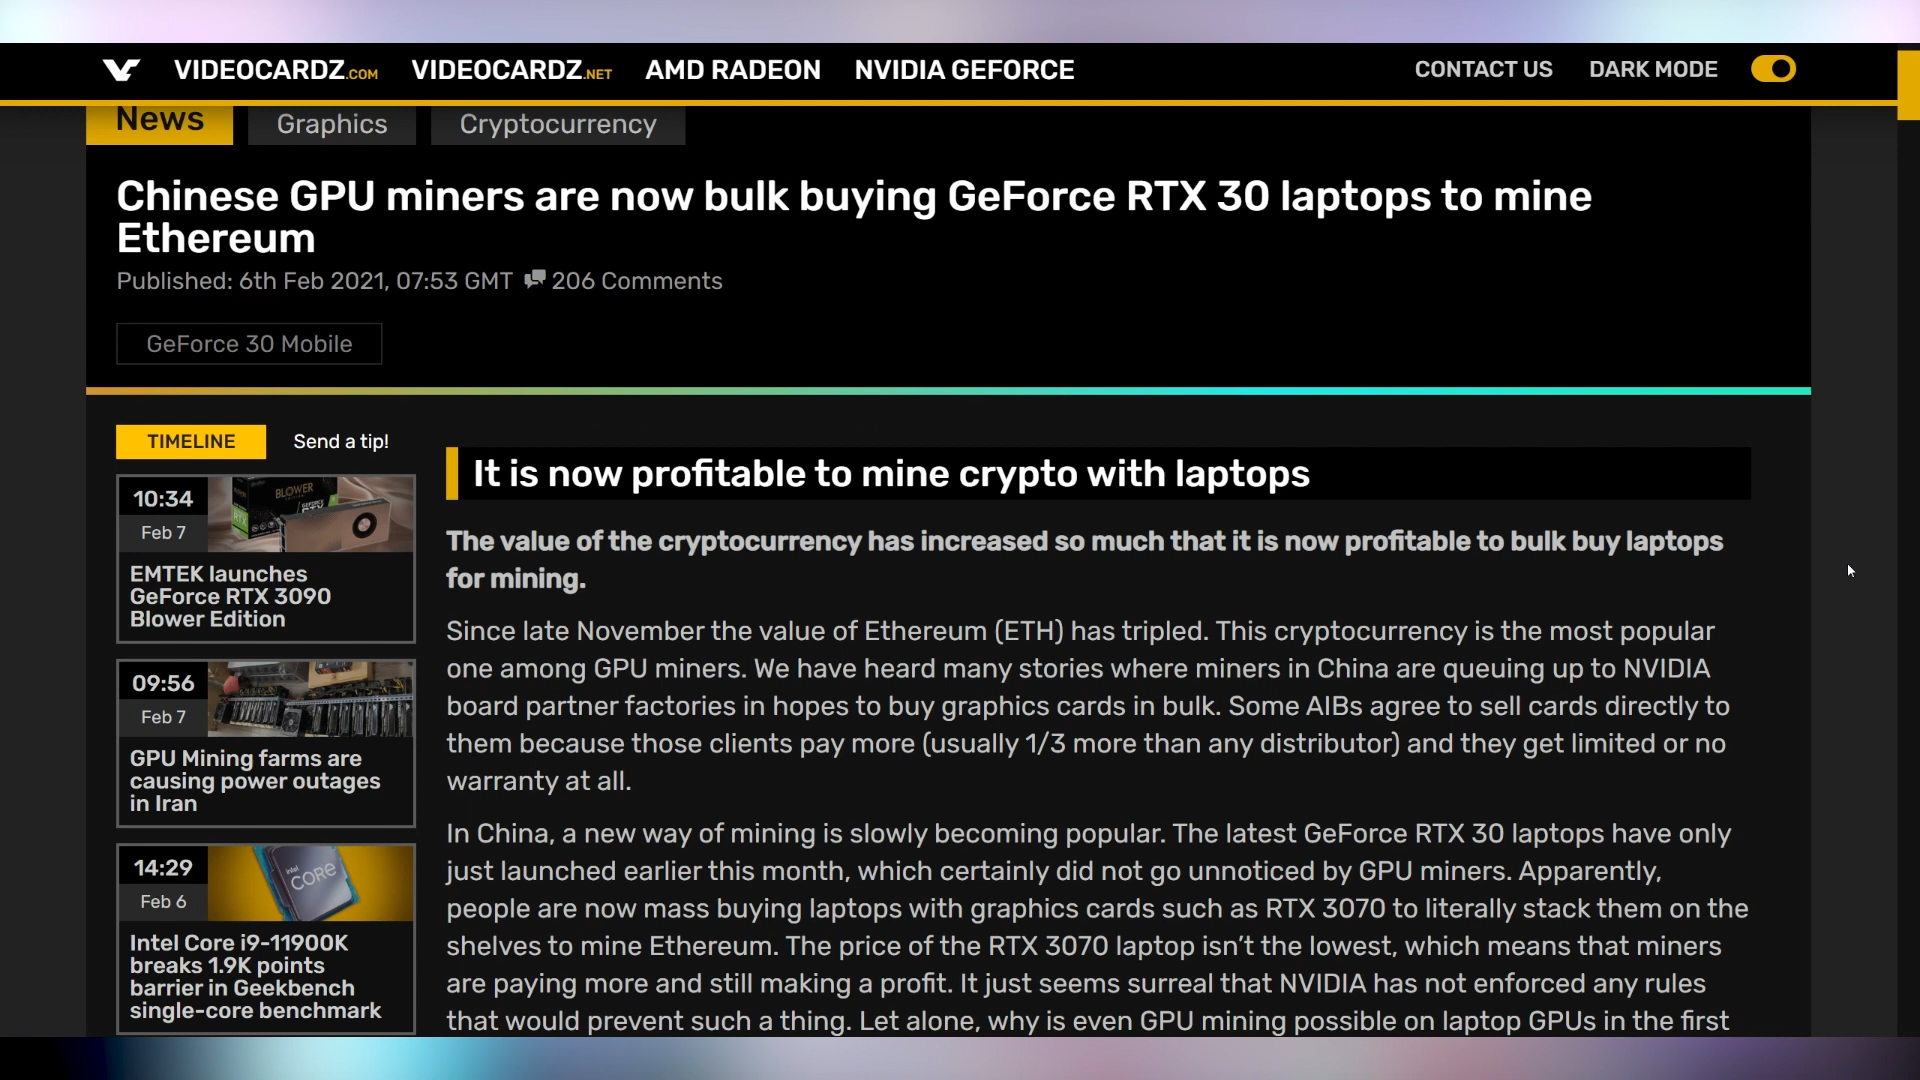 VIDEOCARDZ.COM VIDEOCARDZ.NET AMD RADEON NVIDIA GEFORCE CONTACT US DARK MODE
News Graphics Cryptocurrency
Chinese GPU miners are now bulk buying GeForce RTX 30 laptops to mine
Ethereum
Published: 6th Feb 2021, 07:53 GMT 206 Comments
GeForce 30 Mobile
TIMELINE Send a tip!
10:34
Feb 7
BLOWER
EMTEK launches
GeForce RTX 3090
Blower Edition
09:56
Feb 7
GPU Mining farms are
causing power outages
in Iran
14:29
Feb 6
intel
CORE
Intel Core i9-11900K
breaks 1.9K points
barrier in Geekbench
single-core benchmark
It is now profitable to mine crypto with laptops
The value of the cryptocurrency has increased so much that it is now profitable to bulk buy laptops
for mining.
Since late November the value of Ethereum (ETH) has tripled. This cryptocurrency is the most popular
one among GPU miners. We have heard many stories where miners in China are queuing up to NVIDIA
board partner factories in hopes to buy graphics cards in bulk. Some AIBs agree to sell cards directly to
them because those clients pay more (usually 1/3 more than any distributor) and they get limited or no
warranty at all.
In China, a new way of mining is slowly becoming popular. The latest GeForce RTX 30 laptops have only
just launched earlier this month, which certainly did not go unnoticed by GPU miners. Apparently,
people are now mass buying laptops with graphics cards such as RTX 3070 to literally stack them on the
shelves to mine Ethereum. The price of the RTX 3070 laptop isn't the lowest, which means that miners
are paying more and still making a profit. It just seems surreal that NVIDIA has not enforced any rules
that would prevent such a thing. Let alone, why is even GPU mining possible on laptop GPUs in the first